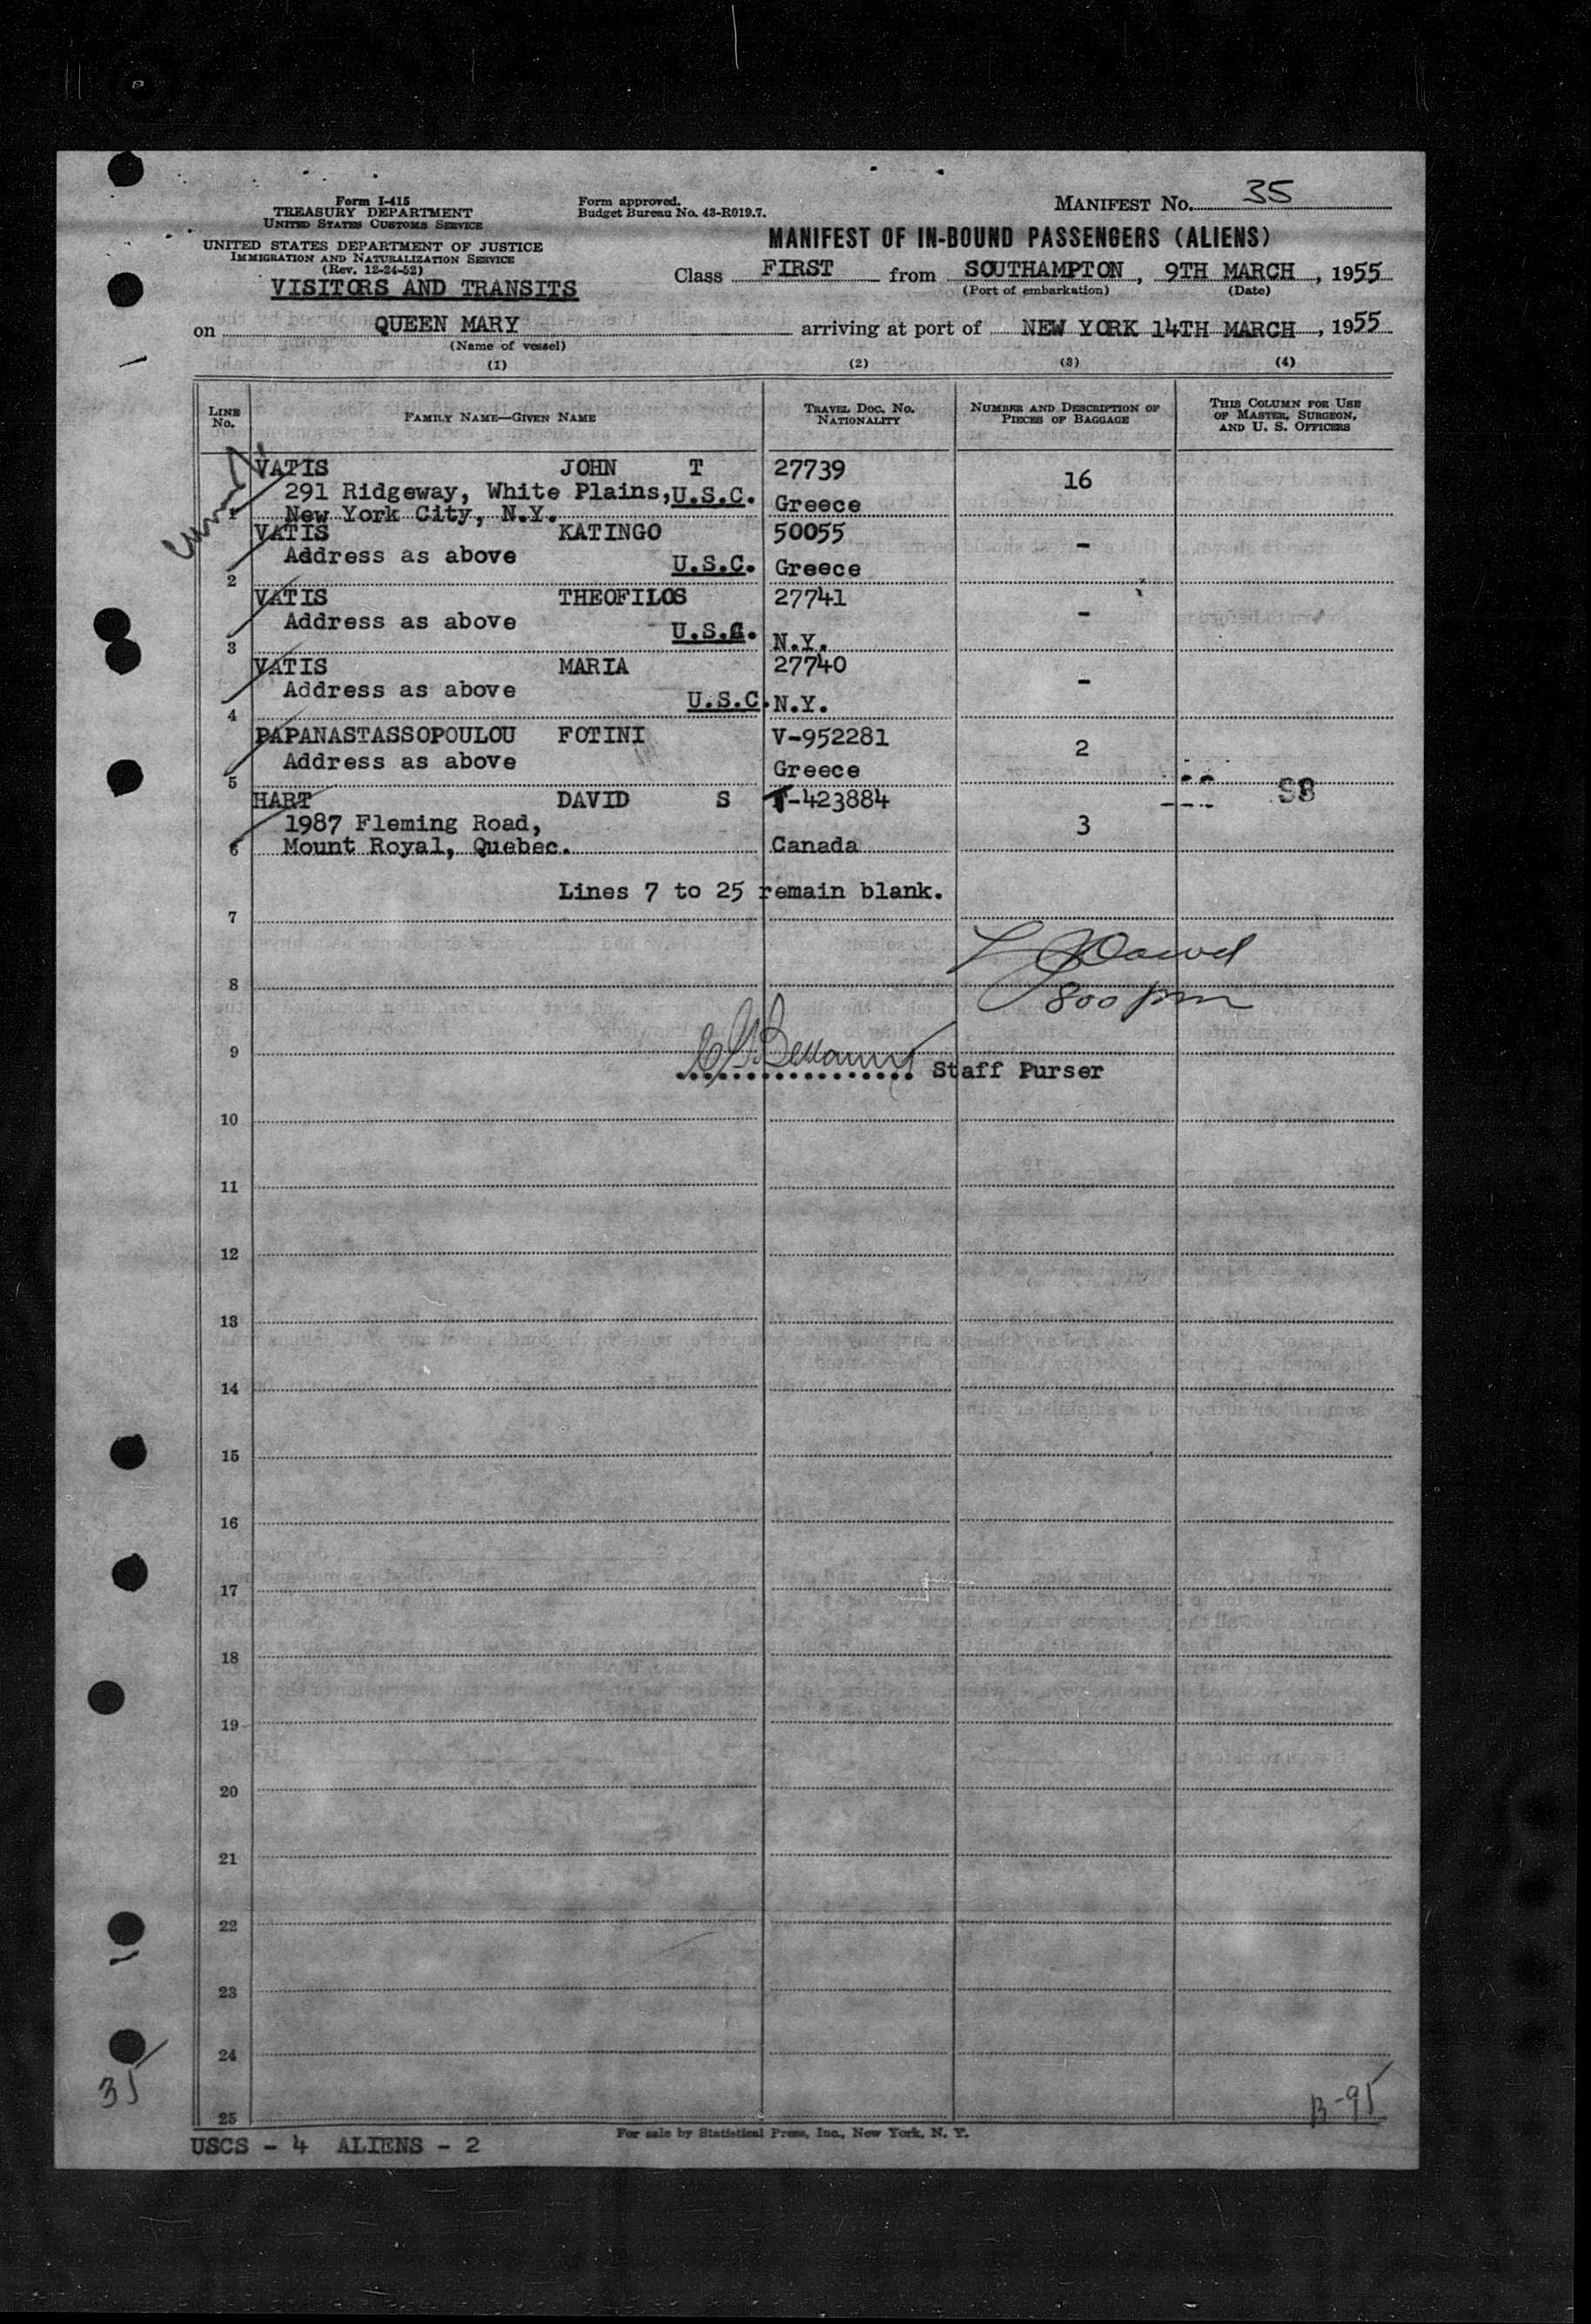 Form I-415
TREASURY DEPARTMENT
UNITED STATES CUSTOMS SERVICE
Form approved.
Budget Bureau No. 43-R019.7.
MANIFEST NO. 35
UNITED STATES DEPARTMENT OF JUSTICE
IMMIGRATION AND NATURALIZATION SERVICE
(Rev. 12-24-52)
VISITORS AND TRANSITS
MANIFEST OF IN-BOUND PASSENGERS (ALIENS)
Class FIRST from SOUTHAMPTON, 9TH MARCH, 1955
(Port of embarkation) (Date)
on QUEEN MARY arriving at port of NEW YORK 14TH MARCH, 1955
(Name of vessel)
(1) (2) (3) (4)
LINE NO.
FAMILY NAME—GIVEN NAME
TRAVEL DOC. NO. NATIONALITY
NUMBER AND DESCRIPTION OF PIECES OF BAGGAGE
THIS COLUMN FOR USE OF MASTER, SURGEON, AND U. S. OFFICERS
VATIS JOHN T 27739
291 Ridgeway, White Plains, U.S.C. 16
1 New York City, N.Y. Greece
VATIS KATINGO 50055
Address as above -
2 U.S.C. Greece
VATIS THEOFILOS 27741
Address as above -
3 U.S.C. N.Y.
VATIS MARIA 27740
Address as above -
4 U.S.C. N.Y.
PAPANASTASSOPOULOU FOTINI V-952281
Address as above 2
5 Greece
HART DAVID S T-423884 SB
1987 Fleming Road, 3
6 Mount Royal, Quebec. Canada
Lines 7 to 25 remain blank.
7
8
800 pm
9
Staff Purser
10
11
12
13
14
15
16
17
18
19
20
21
22
23
24
35
B-95
25
For sale by Statistical Press, Inc., New York, N. Y.
USCS - 4 ALIENS - 2